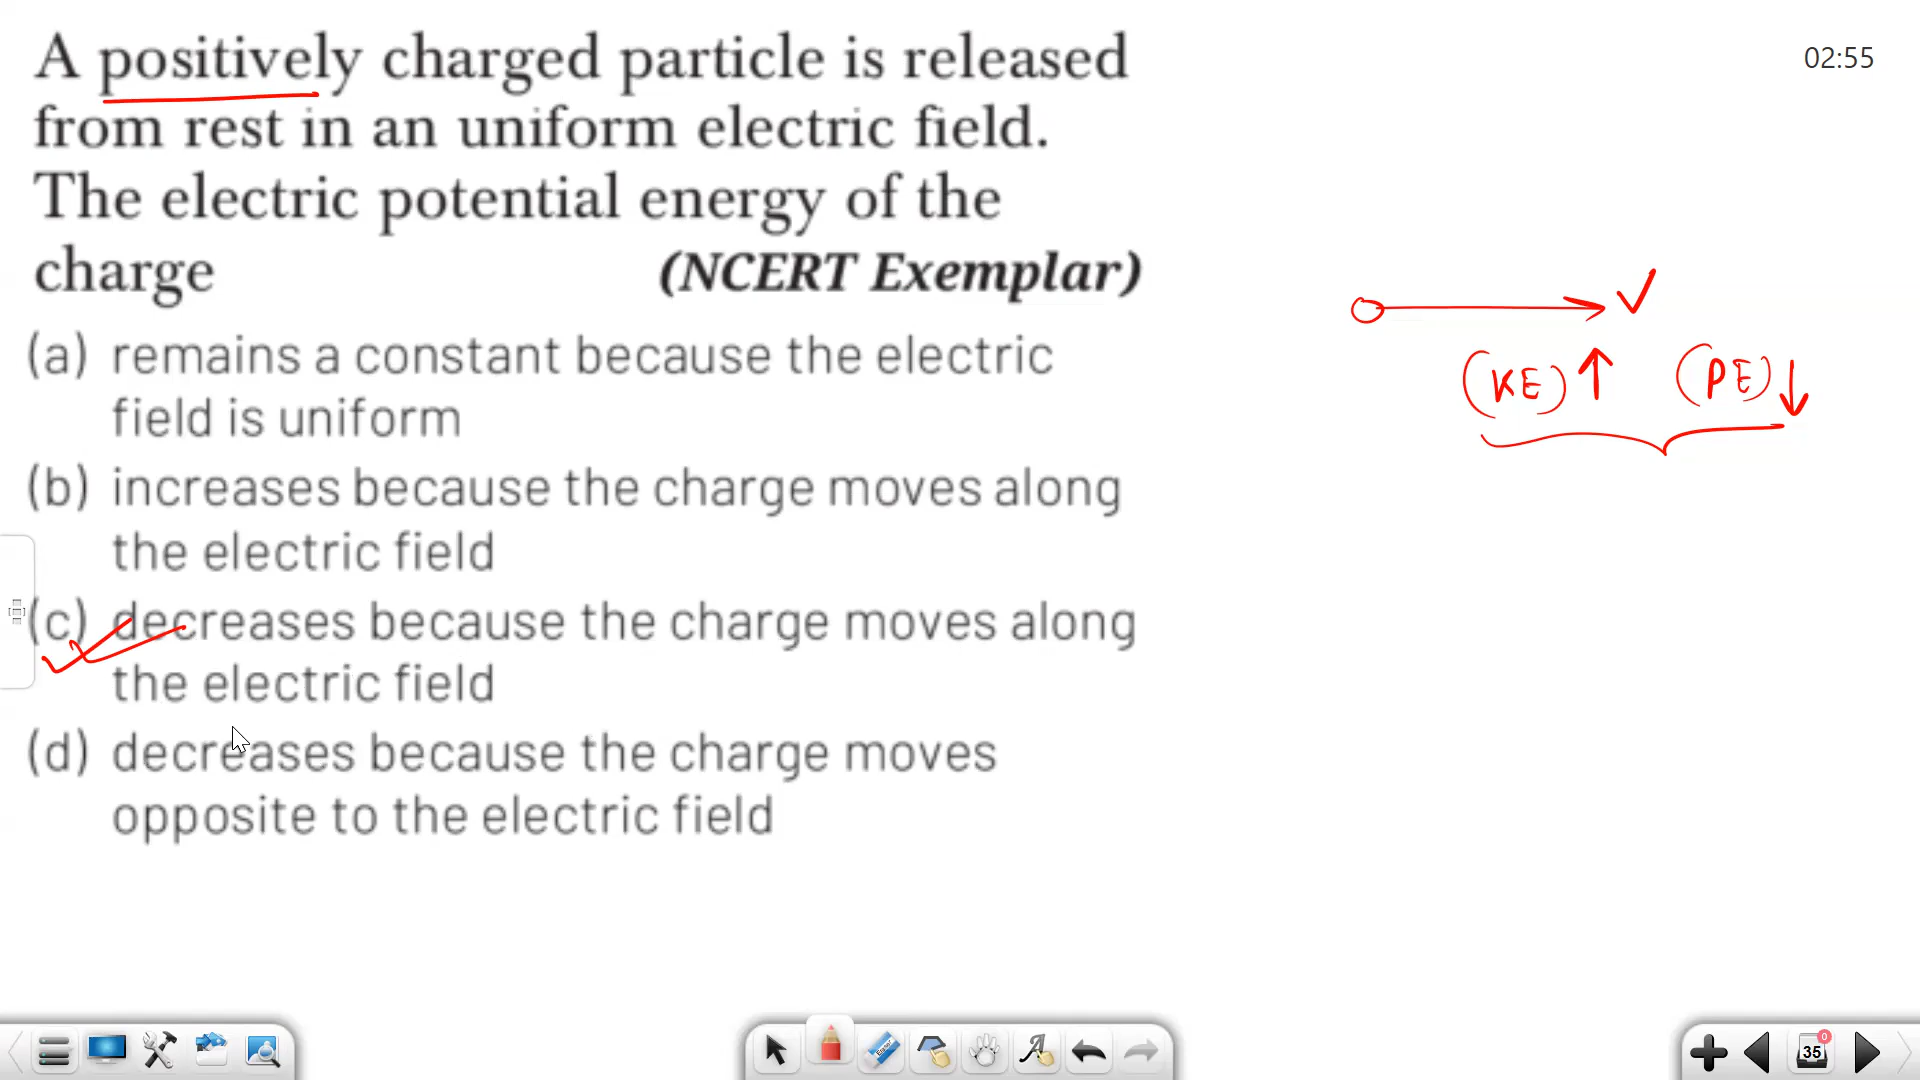 A positively charged particle is released
02:55
from rest in an uniform electric field.
The electric potential energy of the
charge (NCERT Exemplar)
(a) remains a constant because the electric
field is uniform
(KE)↑ (PE)↓
(b) increases because the charge moves along
the electric field
(c) decreases because the charge moves along
the electric field
(d) decreases because the charge moves
opposite to the electric field
Eraser
A
35
0